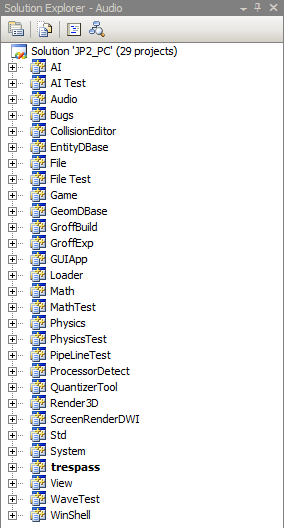 Solution Explorer - Audio
Solution 'JP2_PC' (29 projects)
AI
AI Test
Audio
Bugs
CollisionEditor
EntityDBase
File
File Test
Game
GeomDBase
GroffBuild
GroffExp
GUIApp
Loader
Math
MathTest
Physics
PhysicsTest
PipeLineTest
ProcessorDetect
QuantizerTool
Render3D
ScreenRenderDWI
Std
System
trespass
View
WaveTest
WinShell